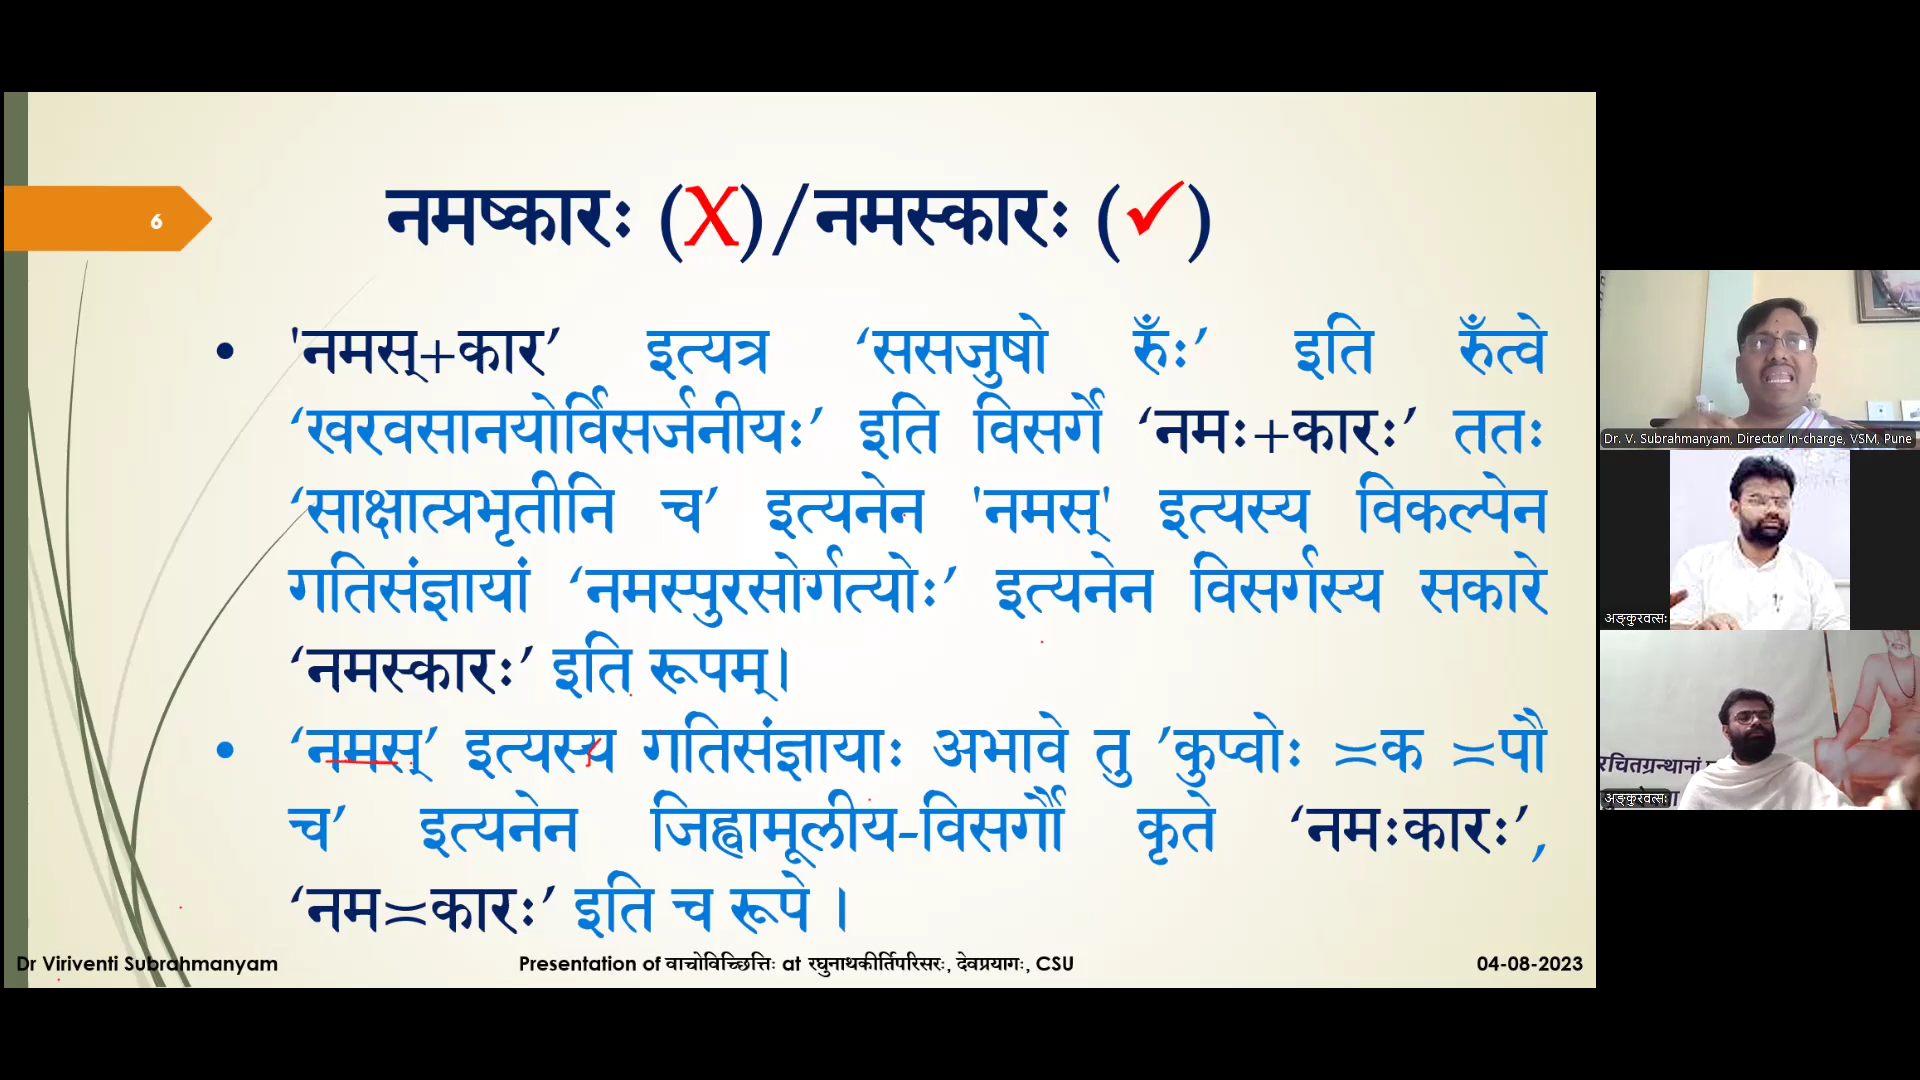 6
नमष्कारः (X)/नमस्कारः (✓)
• 'नमस्+कार’ इत्यत्र ‘ससजुषो रुँः’ इति रुँत्वे
‘खरवसानयोर्विसर्जनीयः’ इति विसर्गे ‘नमः+कारः’ ततः
‘साक्षात्प्रभृतीनि च’ इत्यनेन 'नमस्' इत्यस्य विकल्पेन
गतिसंज्ञायां ‘नमस्पुरसोर्गत्योः’ इत्यनेन विसर्गस्य सकारे
‘नमस्कारः’ इति रूपम्।
• ‘नमस्’ इत्यस्य गतिसंज्ञायाः अभावे तु ’कुप्वोः ≍क ≍पौ
च’ इत्यनेन जिह्वामूलीय-विसर्गौ कृते ‘नमःकारः’,
‘नम≍कारः’ इति च रूपे ।
Dr Viriventi Subrahmanyam
Presentation of वाचोविच्छित्तिः at रघुनाथकीर्तिपरिसरः, देवप्रयागः, CSU
04-08-2023
Dr. V. Subrahmanyam, Director In-charge, VSM, Pune
अङ्कुरवत्सः
रचितग्रन्थानां
अङ्कुरवत्सः